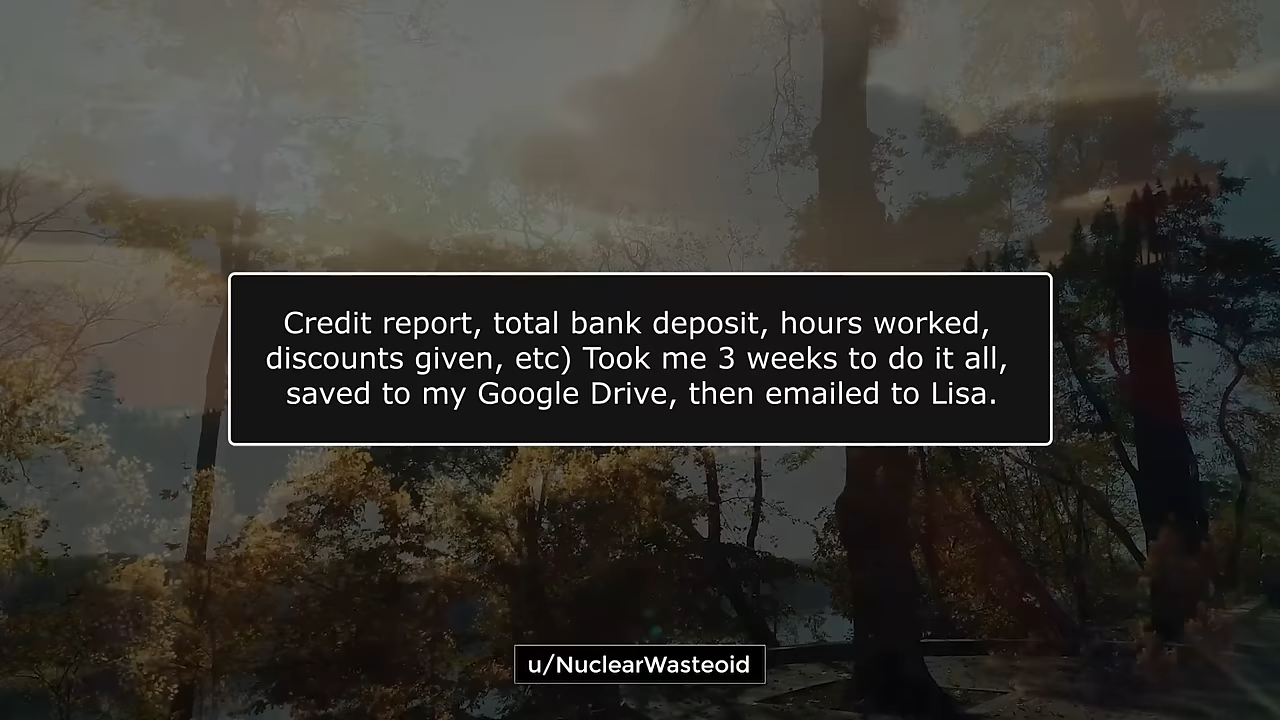 Credit report, total bank deposit, hours worked,
discounts given, etc) Took me 3 weeks to do it all,
saved to my Google Drive, then emailed to Lisa.
u/NuclearWasteoid